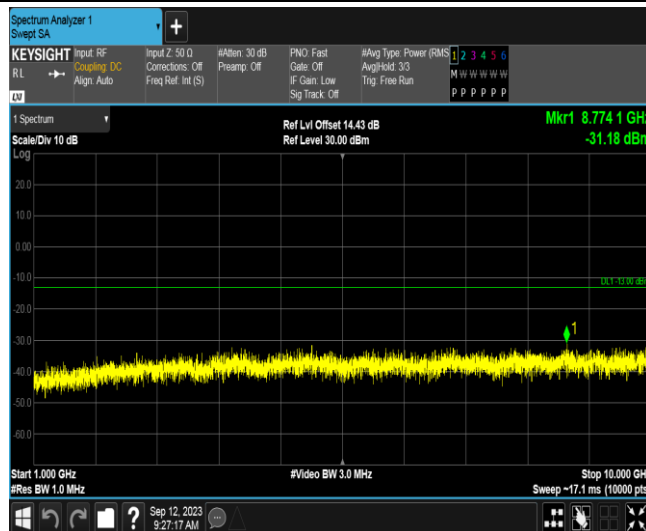 Spectrum Analyzer 1
Swept SA
+
KEYSIGHT Input: RF Input Z: 50 Ω #Atten: 30 dB PNO: Fast #Avg Type: Power (RMS 1 2 3 4 5 6
RL Coupling: DC Corrections: Off Preamp: Off Gate: Off Avg|Hold: 3/3 M W W W W W
Align: Auto Freq Ref: Int (S) IF Gain: Low Trig: Free Run
Sig Track: Off P P P P P P
LXI
1 Spectrum Ref Lvl Offset 14.43 dB Mkr1 8.774 1 GHz
Scale/Div 10 dB Ref Level 30.00 dBm -31.18 dBm
Log
20.0
10.0
0.00
-10.0
DL1 -13.00 dBm
-20.0
-30.0
1
-40.0
-50.0
-60.0
Start 1.000 GHz #Video BW 3.0 MHz Stop 10.000 GHz
#Res BW 1.0 MHz Sweep ~17.1 ms (10000 pts
? Sep 12, 2023
9:27:17 AM